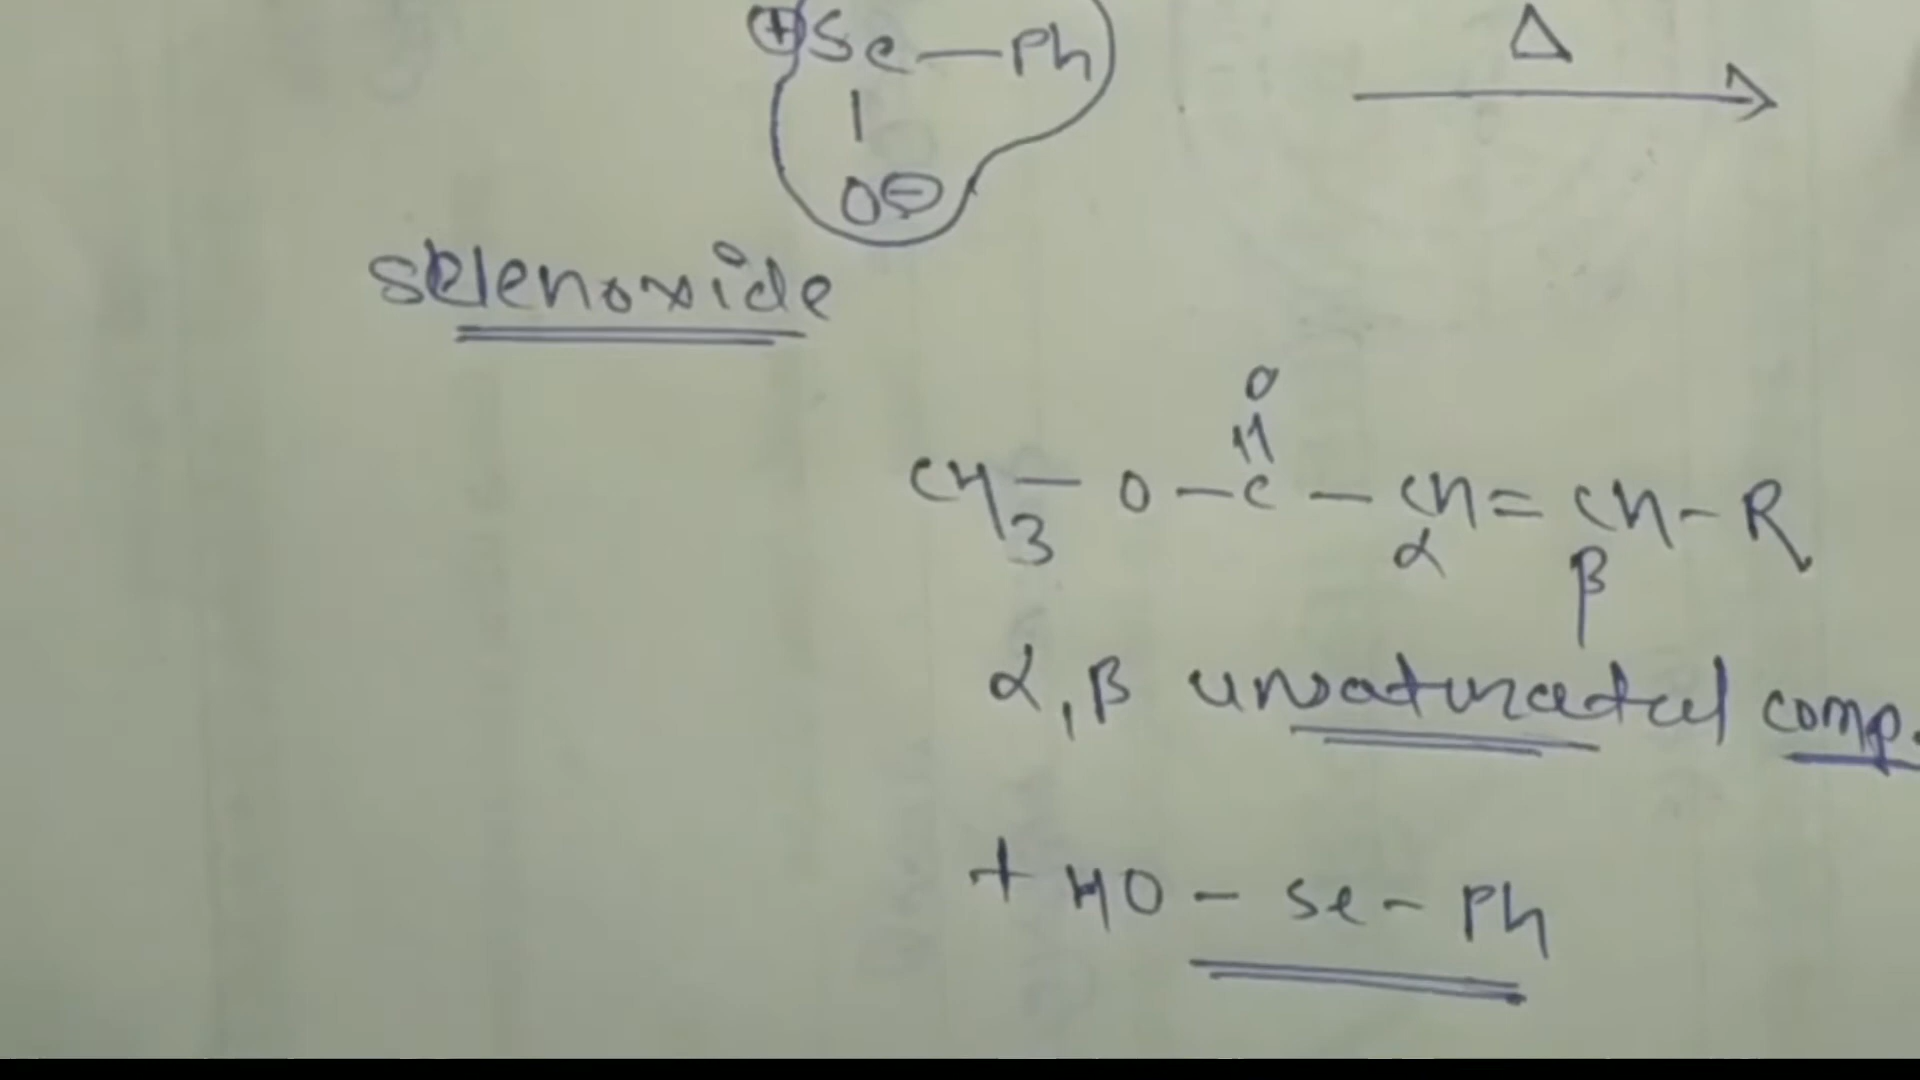 ⊕Se—Ph
|
O⊖
Δ
selenoxide
O
||
CH3—O—C—CH=CH—R
α β
α, β unsaturated comp.
+ HO—Se—Ph